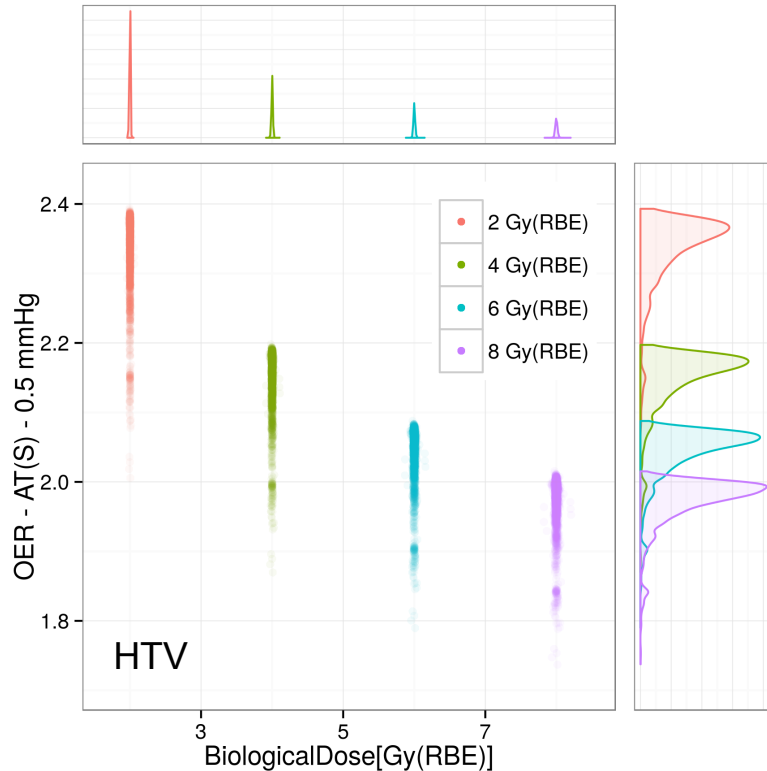 2.4
2.2
2.0
1.8
OER - AT(S) - 0.5 mmHg
2 Gy(RBE)
4 Gy(RBE)
6 Gy(RBE)
8 Gy(RBE)
HTV
3 5 7
BiologicalDose[Gy(RBE)]